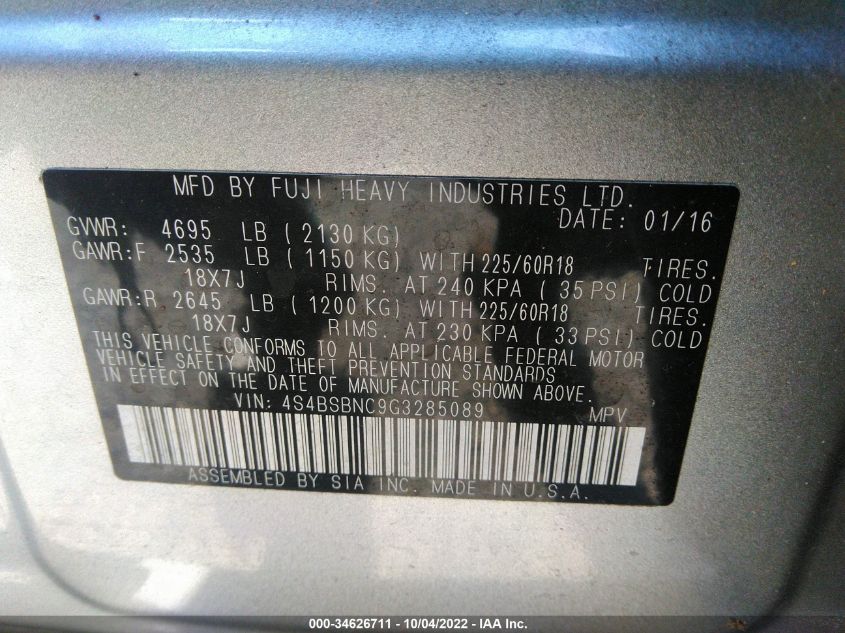 MFD BY FUJI HEAVY INDUSTRIES LTD.
DATE: 01/16
GVWR: 4695 LB ( 2130 KG)
GAWR:F 2535 LB ( 1150 KG) WITH 225/60R18 TIRES.
18X7J RIMS. AT 240 KPA ( 35 PSI) COLD
GAWR:R 2645 LB ( 1200 KG) WITH 225/60R18 TIRES.
18X7J RIMS. AT 230 KPA ( 33 PSI) COLD
THIS VEHICLE CONFORMS TO ALL APPLICABLE FEDERAL MOTOR
VEHICLE SAFETY AND THEFT PREVENTION STANDARDS
IN EFFECT ON THE DATE OF MANUFACTURE SHOWN ABOVE.
VIN: 4S4BSBNC9G3285089 MPV
ASSEMBLED BY SIA INC. MADE IN U.S.A.
000-34626711 - 10/04/2022 - IAA Inc.